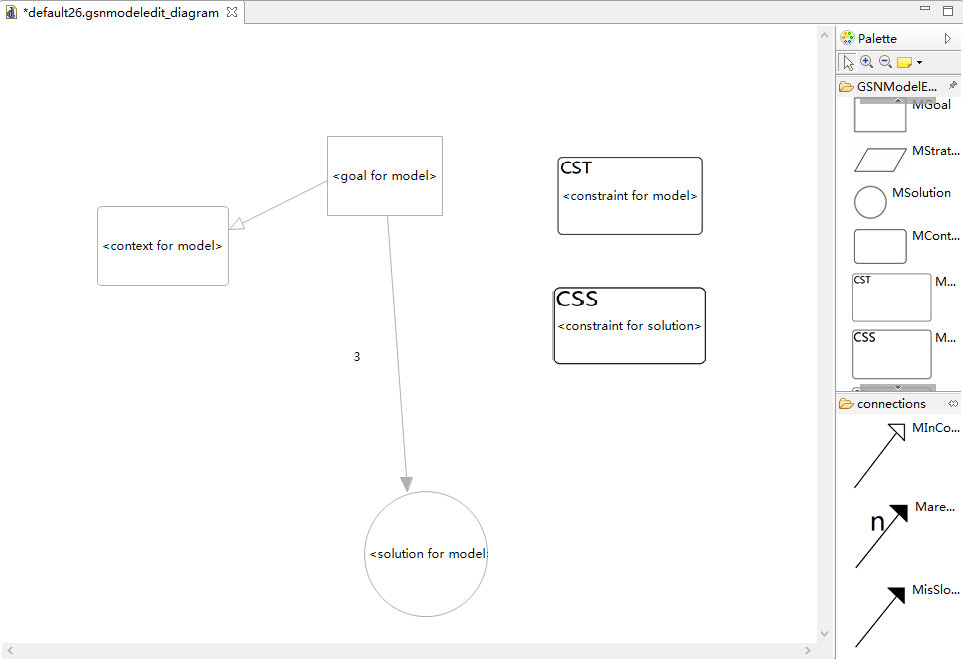 *default26.gsnmodeledit_diagram
<goal for model>
<context for model>
3
<solution for model
CST
<constraint for model>
CSS
<constraint for solution>
Palette
GSNModelE...
MGoal
MStrat...
MSolution
MCont...
CST
M...
CSS
M...
connections
MInCo...
n
Mare...
MisSlo...